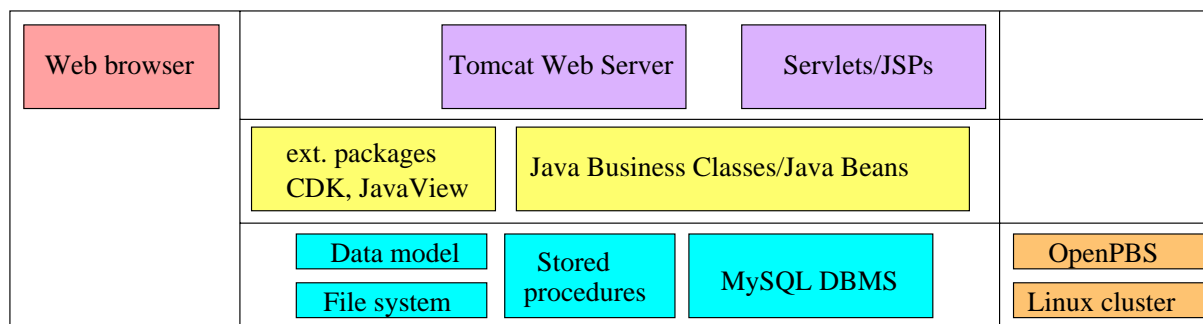 Web browser
Tomcat Web Server
Servlets/JSPs
ext. packages
CDK, JavaView
Java Business Classes/Java Beans
Data model
File system
Stored
procedures
MySQL DBMS
OpenPBS
Linux cluster